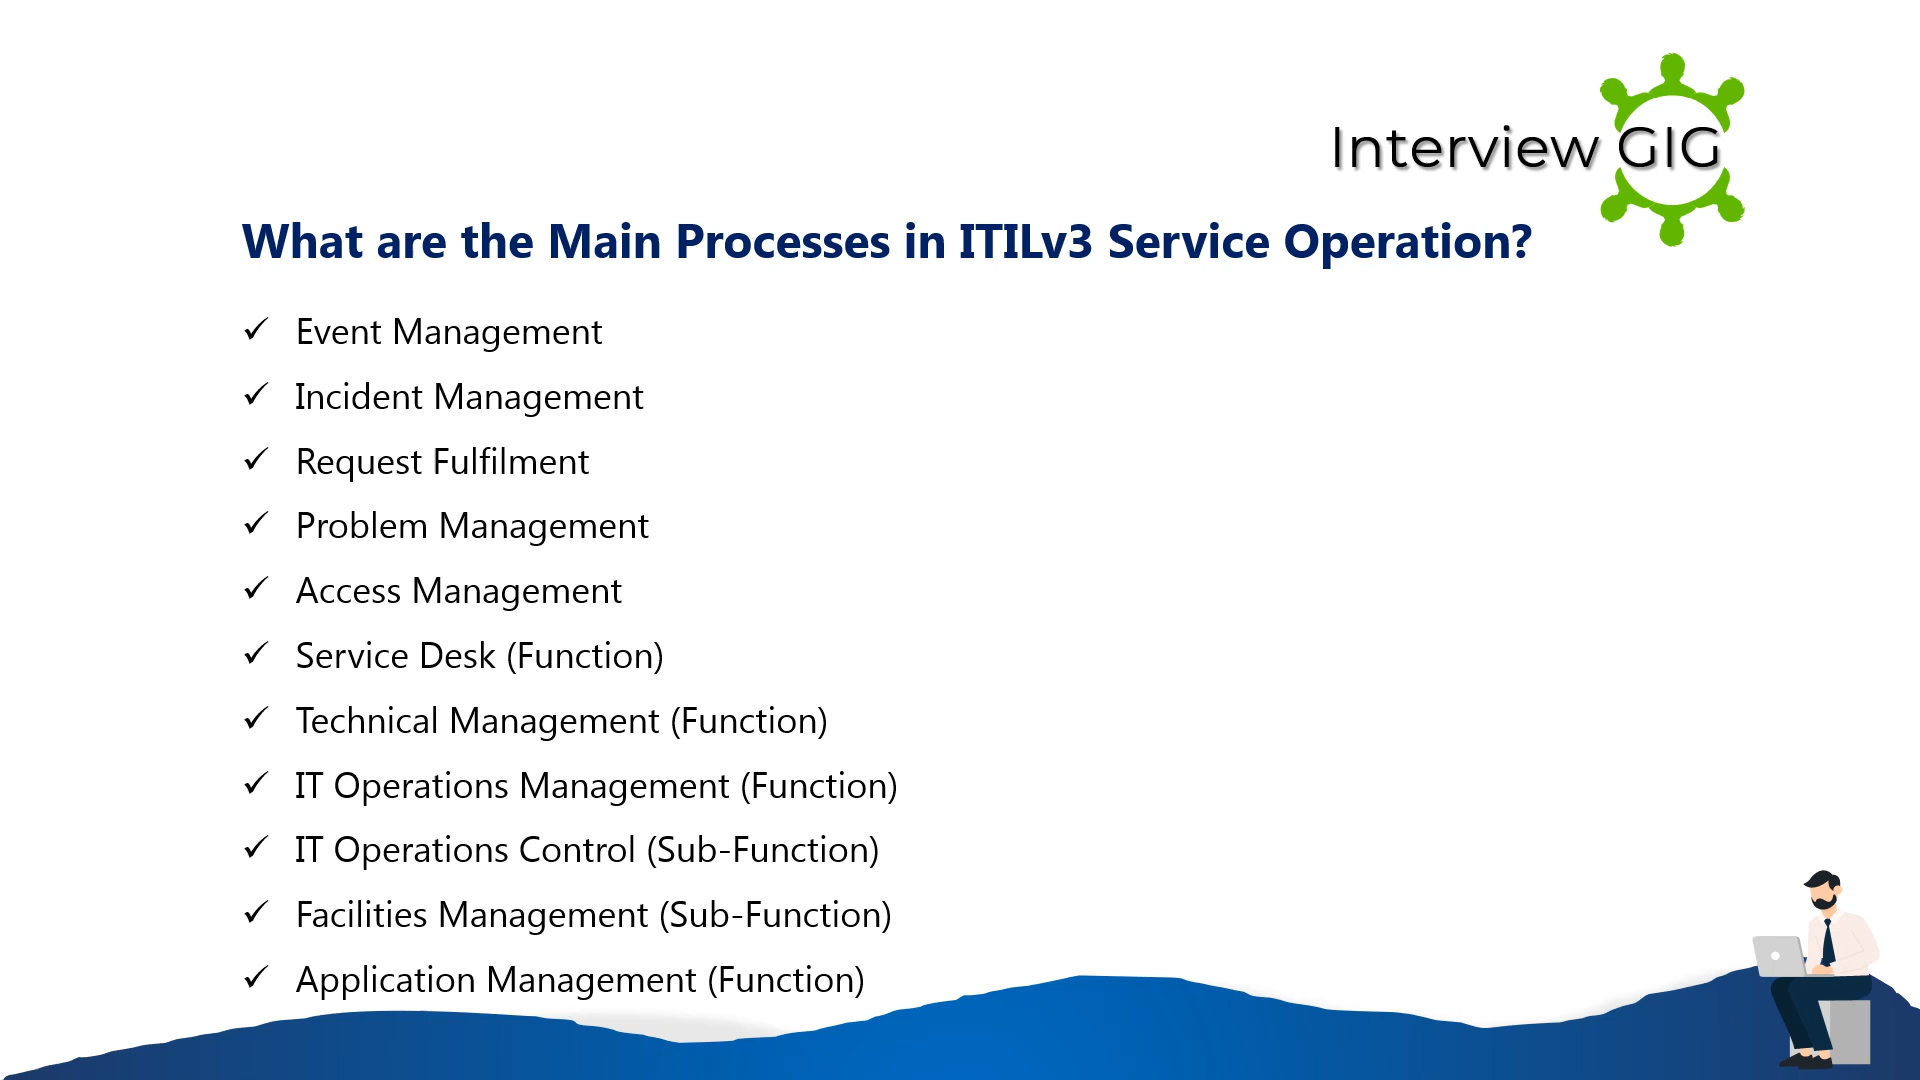 Interview GIG
What are the Main Processes in ITILv3 Service Operation?
✓ Event Management
✓ Incident Management
✓ Request Fulfilment
✓ Problem Management
✓ Access Management
✓ Service Desk (Function)
✓ Technical Management (Function)
✓ IT Operations Management (Function)
✓ IT Operations Control (Sub-Function)
✓ Facilities Management (Sub-Function)
✓ Application Management (Function)